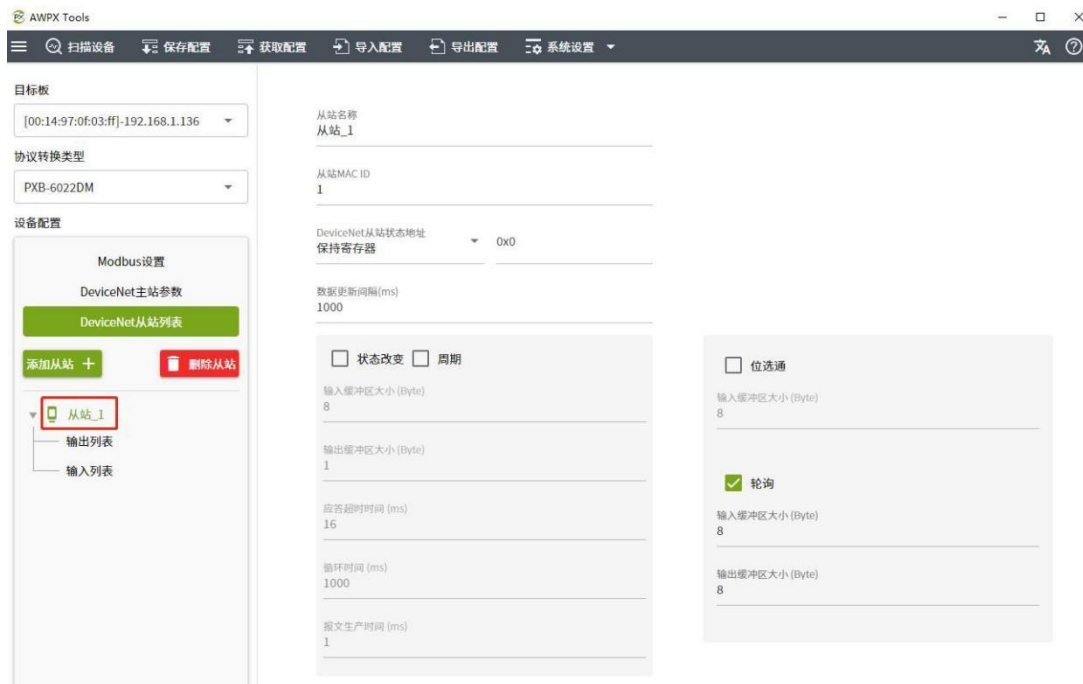 AWPX Tools
扫描设备 保存配置 获取配置 导入配置 导出配置 系统设置
目标板
[00:14:97:0f:03:ff]-192.168.1.136
协议转换类型
PXB-6022DM
设备配置
Modbus设置
DeviceNet主站参数
DeviceNet从站列表
添加从站 +
删除从站
从站_1
输出列表
输入列表
从站名称
从站_1
从站MAC ID
1
DeviceNet从站状态地址
保持寄存器
0x0
数据更新间隔(ms)
1000
状态改变 周期
输入缓冲区大小 (Byte)
8
输出缓冲区大小 (Byte)
1
应答超时时间 (ms)
16
循环时间 (ms)
1000
报文生产时间 (ms)
1
位选通
输入缓冲区大小 (Byte)
8
轮询
输入缓冲区大小 (Byte)
8
输出缓冲区大小 (Byte)
8